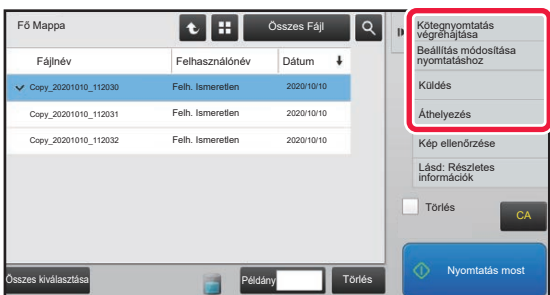 Fő Mappa
Összes Fájl
Fájlnév
Felhasználónév
Dátum
Copy_20201010_112030
Felh. Ismeretlen
2020/10/10
Copy_20201010_112031
Felh. Ismeretlen
2020/10/10
Copy_20201010_112032
Felh. Ismeretlen
2020/10/10
Összes kiválasztása
Példány
Törlés
Kötegnyomtatás
végrehajtása
Beállítás módosítása
nyomtatáshoz
Küldés
Áthelyezés
Kép ellenőrzése
Lásd: Részletes
információk
Törlés
CA
Nyomtatás most